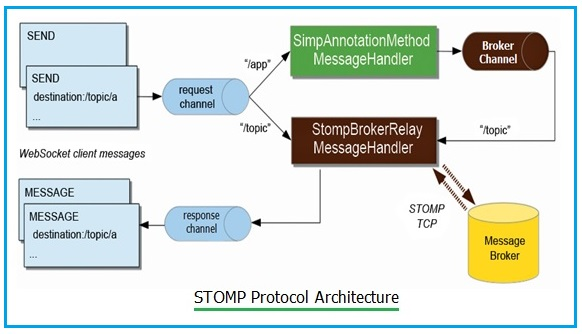 SEND
SEND
destination:/topic/a
...
WebSocket client messages
request
channel
"/app"
"/topic"
SimpAnnotationMethod
MessageHandler
Broker
Channel
StompBrokerRelay
MessageHandler
"/topic"
MESSAGE
MESSAGE
destination:/topic/a
...
response
channel
STOMP
TCP
Message
Broker
STOMP Protocol Architecture